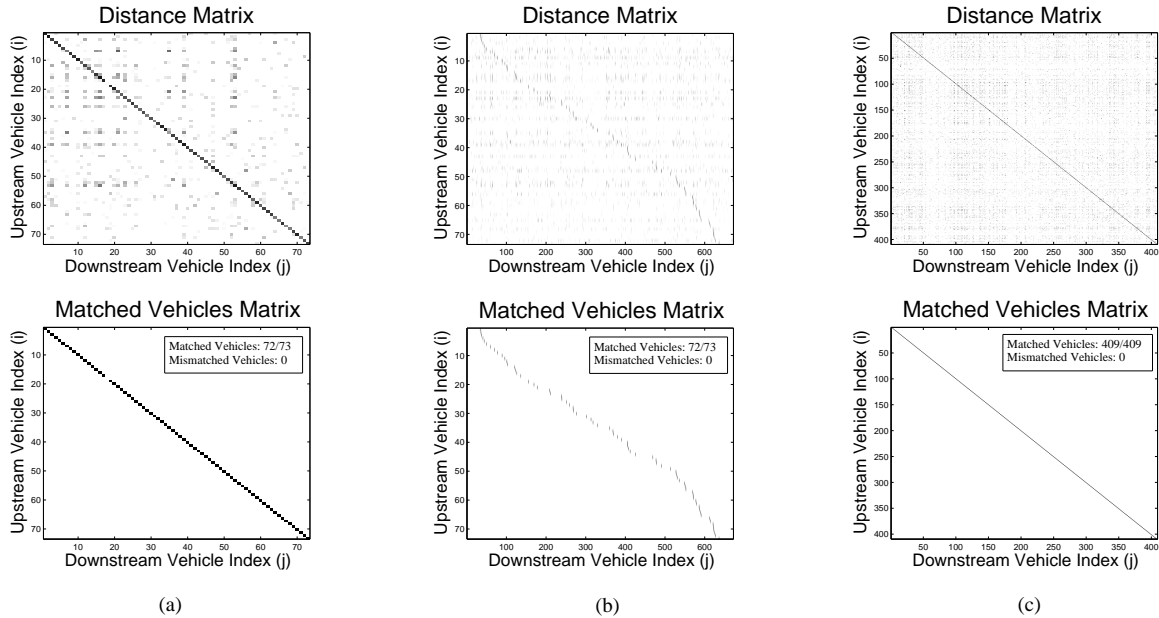 Distance Matrix
Upstream Vehicle Index (i)
10
20
30
40
50
60
70
10 20 30 40 50 60 70
Downstream Vehicle Index (j)
Distance Matrix
Upstream Vehicle Index (i)
10
20
30
40
50
60
70
100 200 300 400 500 600
Downstream Vehicle Index (j)
Distance Matrix
Upstream Vehicle Index (i)
50
100
150
200
250
300
350
400
50 100 150 200 250 300 350 400
Downstream Vehicle Index (j)
Matched Vehicles Matrix
Upstream Vehicle Index (i)
10
20
30
40
50
60
70
Matched Vehicles: 72/73
Mismatched Vehicles: 0
10 20 30 40 50 60 70
Downstream Vehicle Index (j)
(a)
Matched Vehicles Matrix
Upstream Vehicle Index (i)
10
20
30
40
50
60
70
Matched Vehicles: 72/73
Mismatched Vehicles: 0
100 200 300 400 500 600
Downstream Vehicle Index (j)
(b)
Matched Vehicles Matrix
Upstream Vehicle Index (i)
50
100
150
200
250
300
350
400
Matched Vehicles: 409/409
Mismatched Vehicles: 0
50 100 150 200 250 300 350 400
Downstream Vehicle Index (j)
(c)